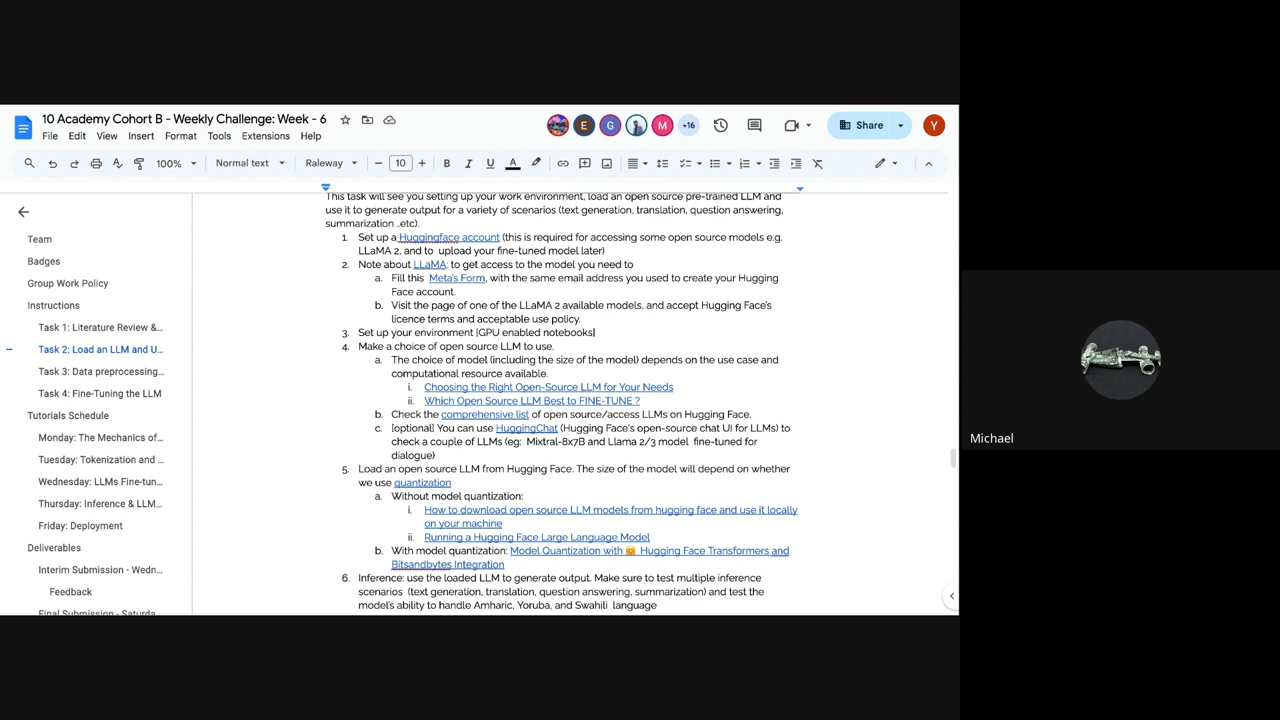 10 Academy Cohort B - Weekly Challenge: Week - 6
File Edit View Insert Format Tools Extensions Help
E G M +16 Share Y
100% Normal text Raleway 10 B I U A
This task will see you setting up your work environment, load an open source pre-trained LLM and
use it to generate output for a variety of scenarios (text generation, translation, question answering,
summarization ..etc).
1. Set up a Huggingface account (this is required for accessing some open source models e.g.
LLaMA 2, and to upload your fine-tuned model later)
2. Note about LLaMA: to get access to the model you need to
a. Fill this Meta's Form, with the same email address you used to create your Hugging
Face account.
b. Visit the page of one of the LLaMA 2 available models, and accept Hugging Face's
licence terms and acceptable use policy.
3. Set up your environment [GPU enabled notebooks]
4. Make a choice of open source LLM to use.
a. The choice of model (including the size of the model) depends on the use case and
computational resource available.
i. Choosing the Right Open-Source LLM for Your Needs
ii. Which Open Source LLM Best to FINE-TUNE ?
b. Check the comprehensive list of open source/access LLMs on Hugging Face.
c. [optional] You can use HuggingChat (Hugging Face's open-source chat UI for LLMs) to
check a couple of LLMs (eg: Mixtral-8x7B and Llama 2/3 model fine-tuned for
dialogue)
5. Load an open source LLM from Hugging Face. The size of the model will depend on whether
we use quantization
a. Without model quantization:
i. How to download open source LLM models from hugging face and use it locally
on your machine
ii. Running a Hugging Face Large Language Model
b. With model quantization: Model Quantization with 🤗 Hugging Face Transformers and
Bitsandbytes Integration
6. Inference: use the loaded LLM to generate output. Make sure to test multiple inference
scenarios (text generation, translation, question answering, summarization) and test the
model's ability to handle Amharic, Yoruba, and Swahili language
Team
Badges
Group Work Policy
Instructions
Task 1: Literature Review &...
Task 2: Load an LLM and U...
Task 3: Data preprocessing...
Task 4: Fine-Tuning the LLM
Tutorials Schedule
Monday: The Mechanics of...
Tuesday: Tokenization and ...
Wednesday: LLMs Fine-tun...
Thursday: Inference & LLM...
Friday: Deployment
Deliverables
Interim Submission - Wedn...
Feedback
Final Submission - Saturda...
Michael